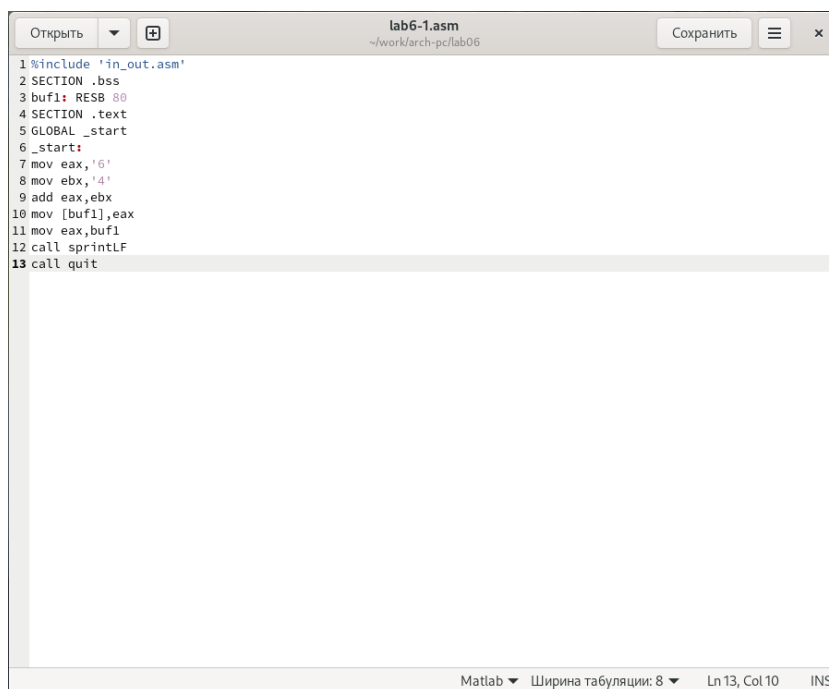 Открыть
lab6-1.asm
~/work/arch-pc/lab06
Сохранить
1 %include 'in_out.asm'
2 SECTION .bss
3 buf1: RESB 80
4 SECTION .text
5 GLOBAL _start
6 _start:
7 mov eax,'6'
8 mov ebx,'4'
9 add eax,ebx
10 mov [buf1],eax
11 mov eax,buf1
12 call sprintLF
13 call quit
Matlab Ширина табуляции: 8 Ln 13, Col 10 INS